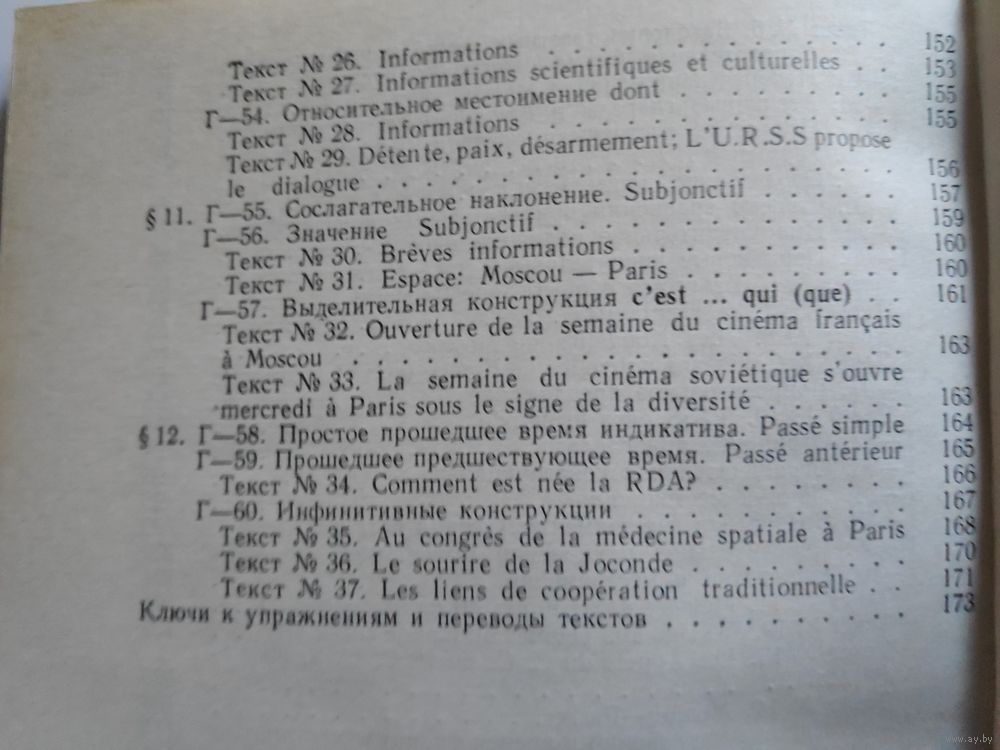 Текст № 26. Informations . . . . . . . . . . . . . 152
Текст № 27. Informations scientifiques et culturelles . . 153
Г—54. Относительное местоимение dont . . . . . . . . 155
Текст № 28. Informations . . . . . . . . . . . . . 155
Текст № 29. Détente, paix, désarmement; L'U.R.S.S propose
le dialogue . . . . . . . . . . . . . . . . . . . 156
§ 11. Г—55. Сослагательное наклонение. Subjonctif . . . . . 157
Г—56. Значение Subjonctif . . . . . . . . . . . . . 159
Текст № 30. Brèves informations . . . . . . . . . . 160
Текст № 31. Espace: Moscou — Paris . . . . . . . . 160
Г—57. Выделительная конструкция c'est ... qui (que) . . 161
Текст № 32. Ouverture de la semaine du cinéma français
à Moscou . . . . . . . . . . . . . . . . . . . . 163
Текст № 33. La semaine du cinéma soviétique s'ouvre
mercredi à Paris sous le signe de la diversité . . . . . . 163
§ 12. Г—58. Простое прошедшее время индикатива. Passé simple 164
Г—59. Прошедшее предшествующее время. Passé antérieur 165
Текст № 34. Comment est née la RDA? . . . . . . . . 166
Г—60. Инфинитивные конструкции . . . . . . . . . . 167
Текст № 35. Au congrès de la médecine spatiale à Paris 168
Текст № 36. Le sourire de la Joconde . . . . . . . . 170
Текст № 37. Les liens de coopération traditionnelle . . 171
Ключи к упражнениям и переводы текстов . . . . . . . . . . 173
www.ay.by